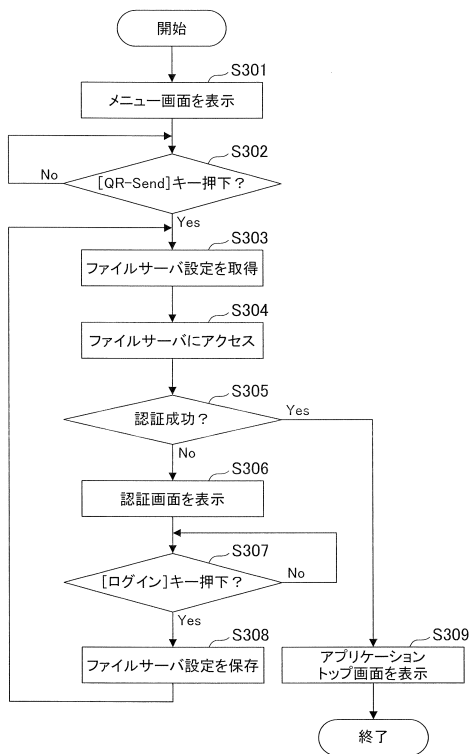 開始
S301
メニュー画面を表示
S302
[QR-Send]キー押下？
No
Yes
S303
ファイルサーバ設定を取得
S304
ファイルサーバにアクセス
S305
認証成功？
Yes
No
S306
認証画面を表示
S307
[ログイン]キー押下？
No
Yes
S308
ファイルサーバ設定を保存
S309
アプリケーション
トップ画面を表示
終了